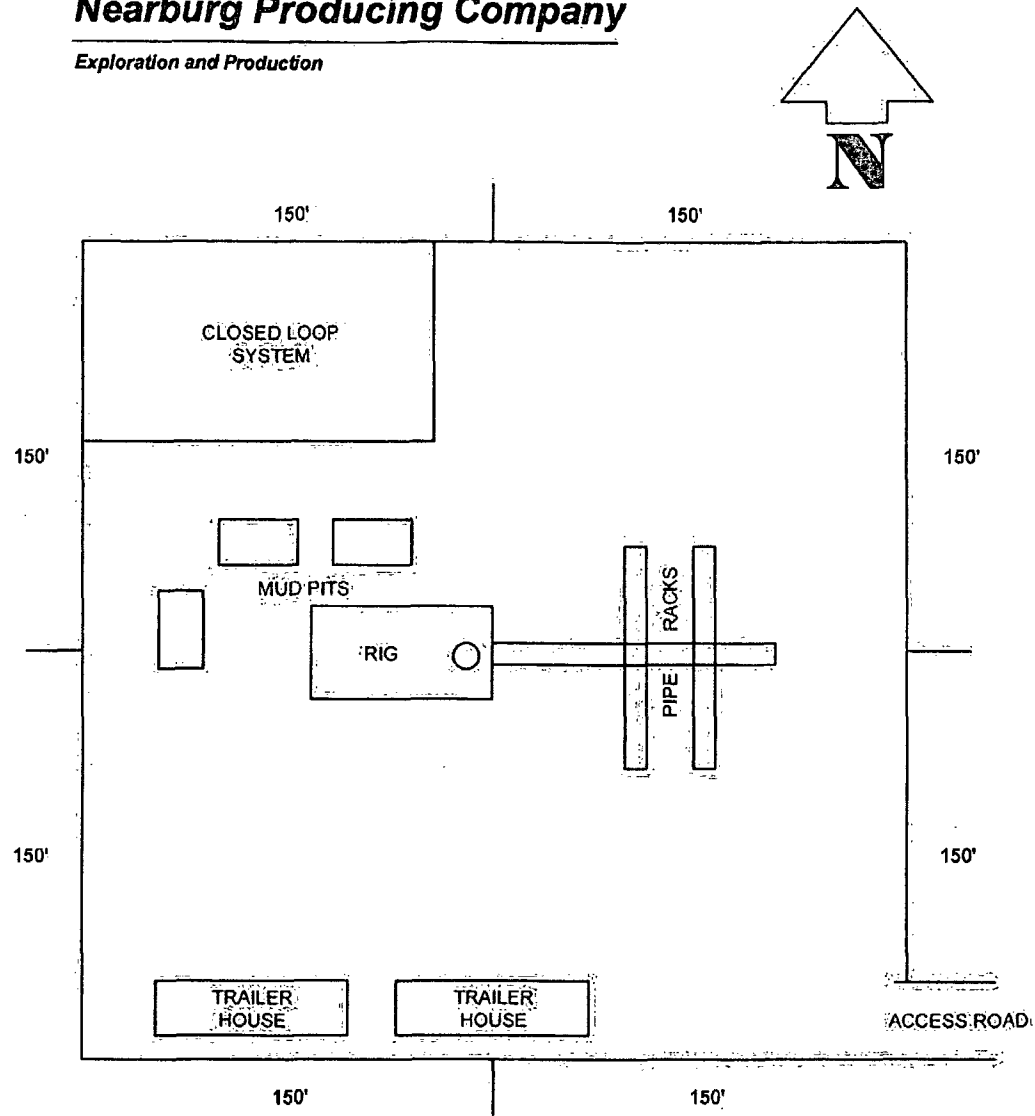 Nearburg Producing Company
Exploration and Production
N
150' 150'
CLOSED LOOP
SYSTEM
150' 150'
MUD PITS
RIG
PIPE RACKS
150' 150'
TRAILER
HOUSE
TRAILER
HOUSE
ACCESS ROAD
150' 150'